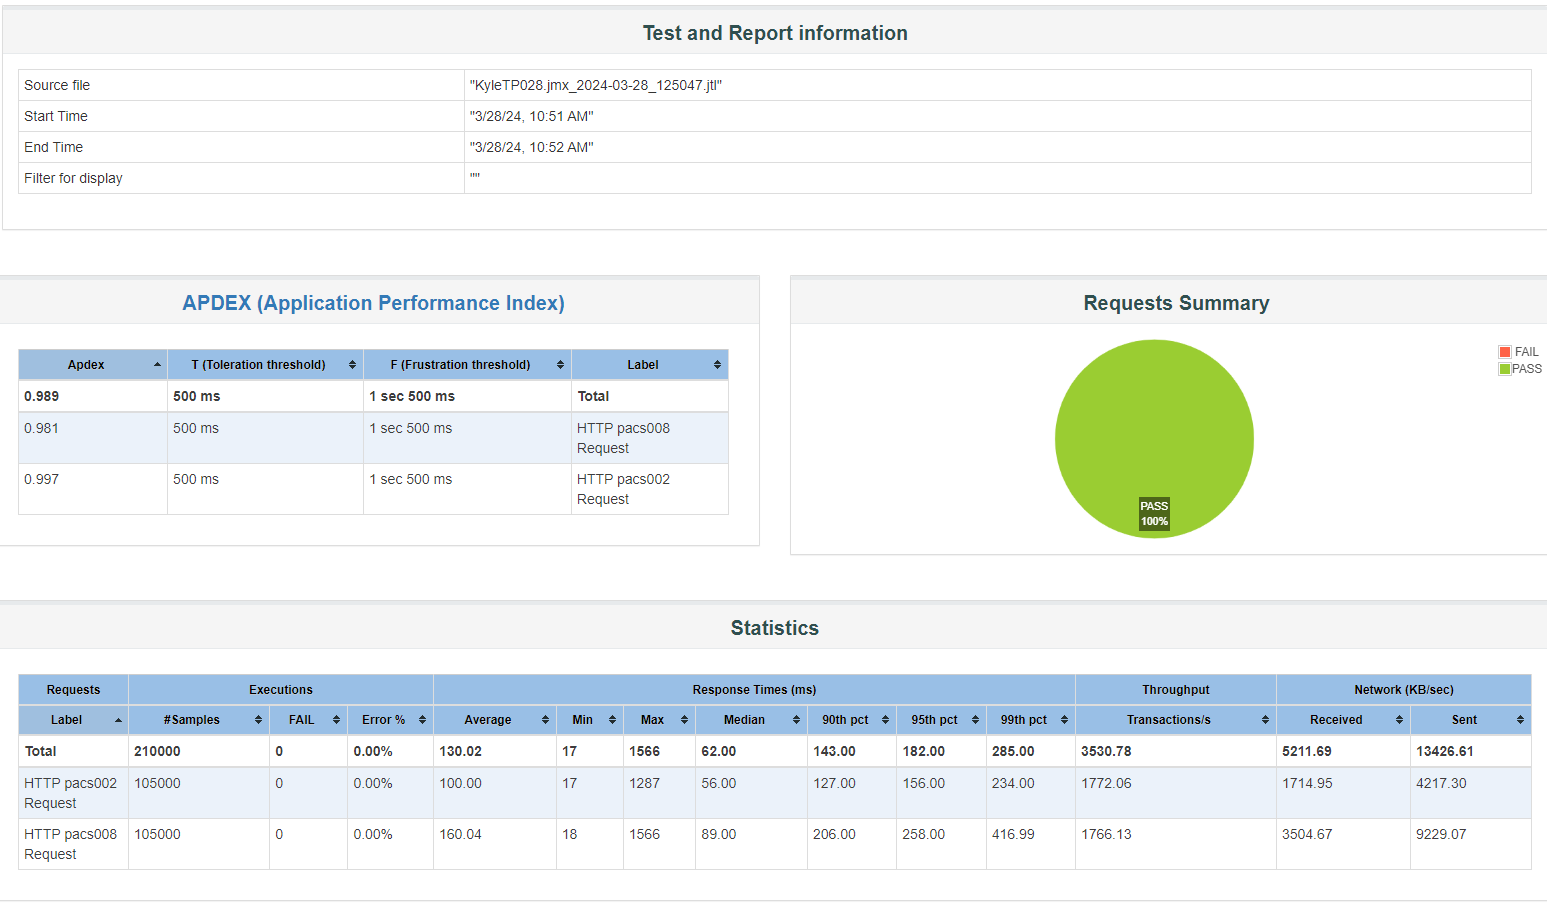 Test and Report information
Source file "KyleTP028.jmx_2024-03-28_125047.jtl"
Start Time "3/28/24, 10:51 AM"
End Time "3/28/24, 10:52 AM"
Filter for display ""
APDEX (Application Performance Index)
Apdex T (Toleration threshold) F (Frustration threshold) Label
0.989 500 ms 1 sec 500 ms Total
0.981 500 ms 1 sec 500 ms HTTP pacs008
Request
0.997 500 ms 1 sec 500 ms HTTP pacs002
Request
Requests Summary
FAIL
PASS
PASS
100%
Statistics
Requests Executions Response Times (ms) Throughput Network (KB/sec)
Label #Samples FAIL Error % Average Min Max Median 90th pct 95th pct 99th pct Transactions/s Received Sent
Total 210000 0 0.00% 130.02 17 1566 62.00 143.00 182.00 285.00 3530.78 5211.69 13426.61
HTTP pacs002 105000 0 0.00% 100.00 17 1287 56.00 127.00 156.00 234.00 1772.06 1714.95 4217.30
Request
HTTP pacs008 105000 0 0.00% 160.04 18 1566 89.00 206.00 258.00 416.99 1766.13 3504.67 9229.07
Request